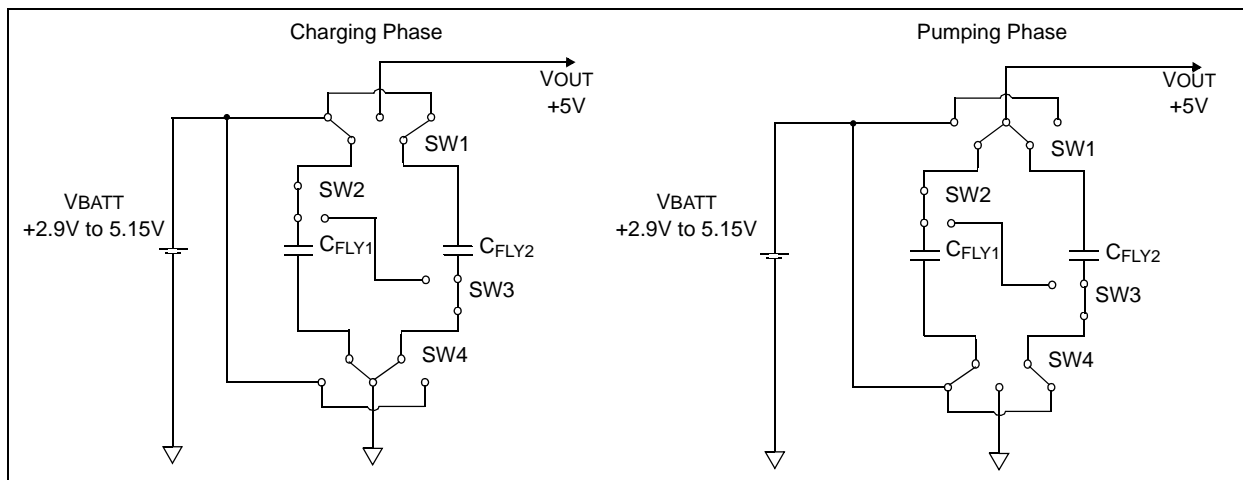 Charging Phase
VOUT
+5V
SW1
SW2
VBATT
+2.9V to 5.15V
CFLY1
CFLY2
SW3
SW4
Pumping Phase
VOUT
+5V
SW1
SW2
VBATT
+2.9V to 5.15V
CFLY1
CFLY2
SW3
SW4